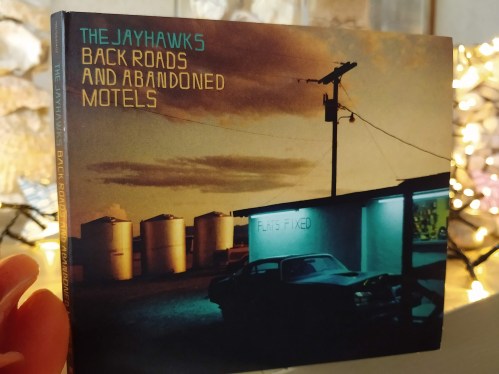 THE JAYHAWKS
BACK ROADS
AND ABANDONED
MOTELS
THE JAYHAWKS BACK ROADS AND ABANDONED
FLATS FIXED